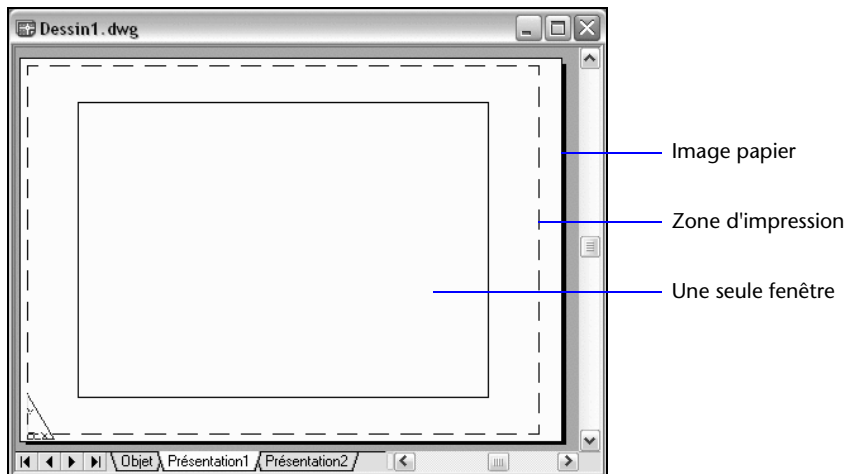 Dessin1.dwg
Image papier
Zone d'impression
Une seule fenêtre
Objet Présentation1 Présentation2